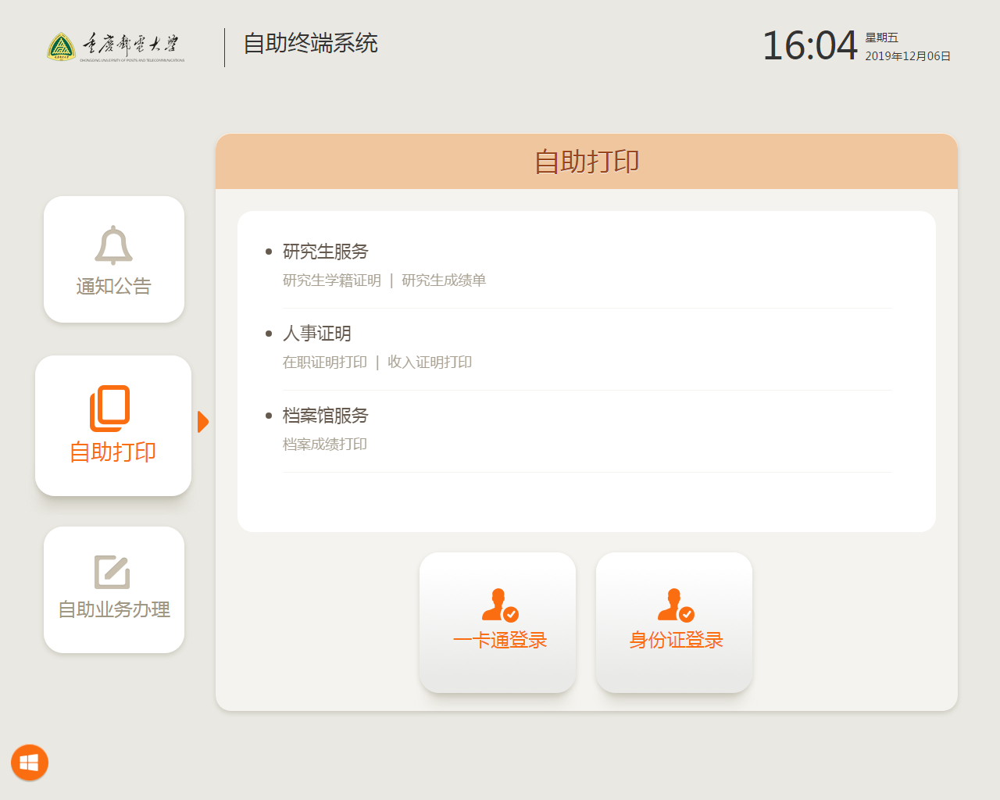 重庆邮电大学
CHONGQING UNIVERSITY OF POSTS AND TELECOMMUNICATIONS
自助终端系统
16:04
星期五
2019年12月06日
自助打印
通知公告
自助打印
自助业务办理
研究生服务
研究生学籍证明 | 研究生成绩单
人事证明
在职证明打印 | 收入证明打印
档案馆服务
档案成绩打印
一卡通登录
身份证登录